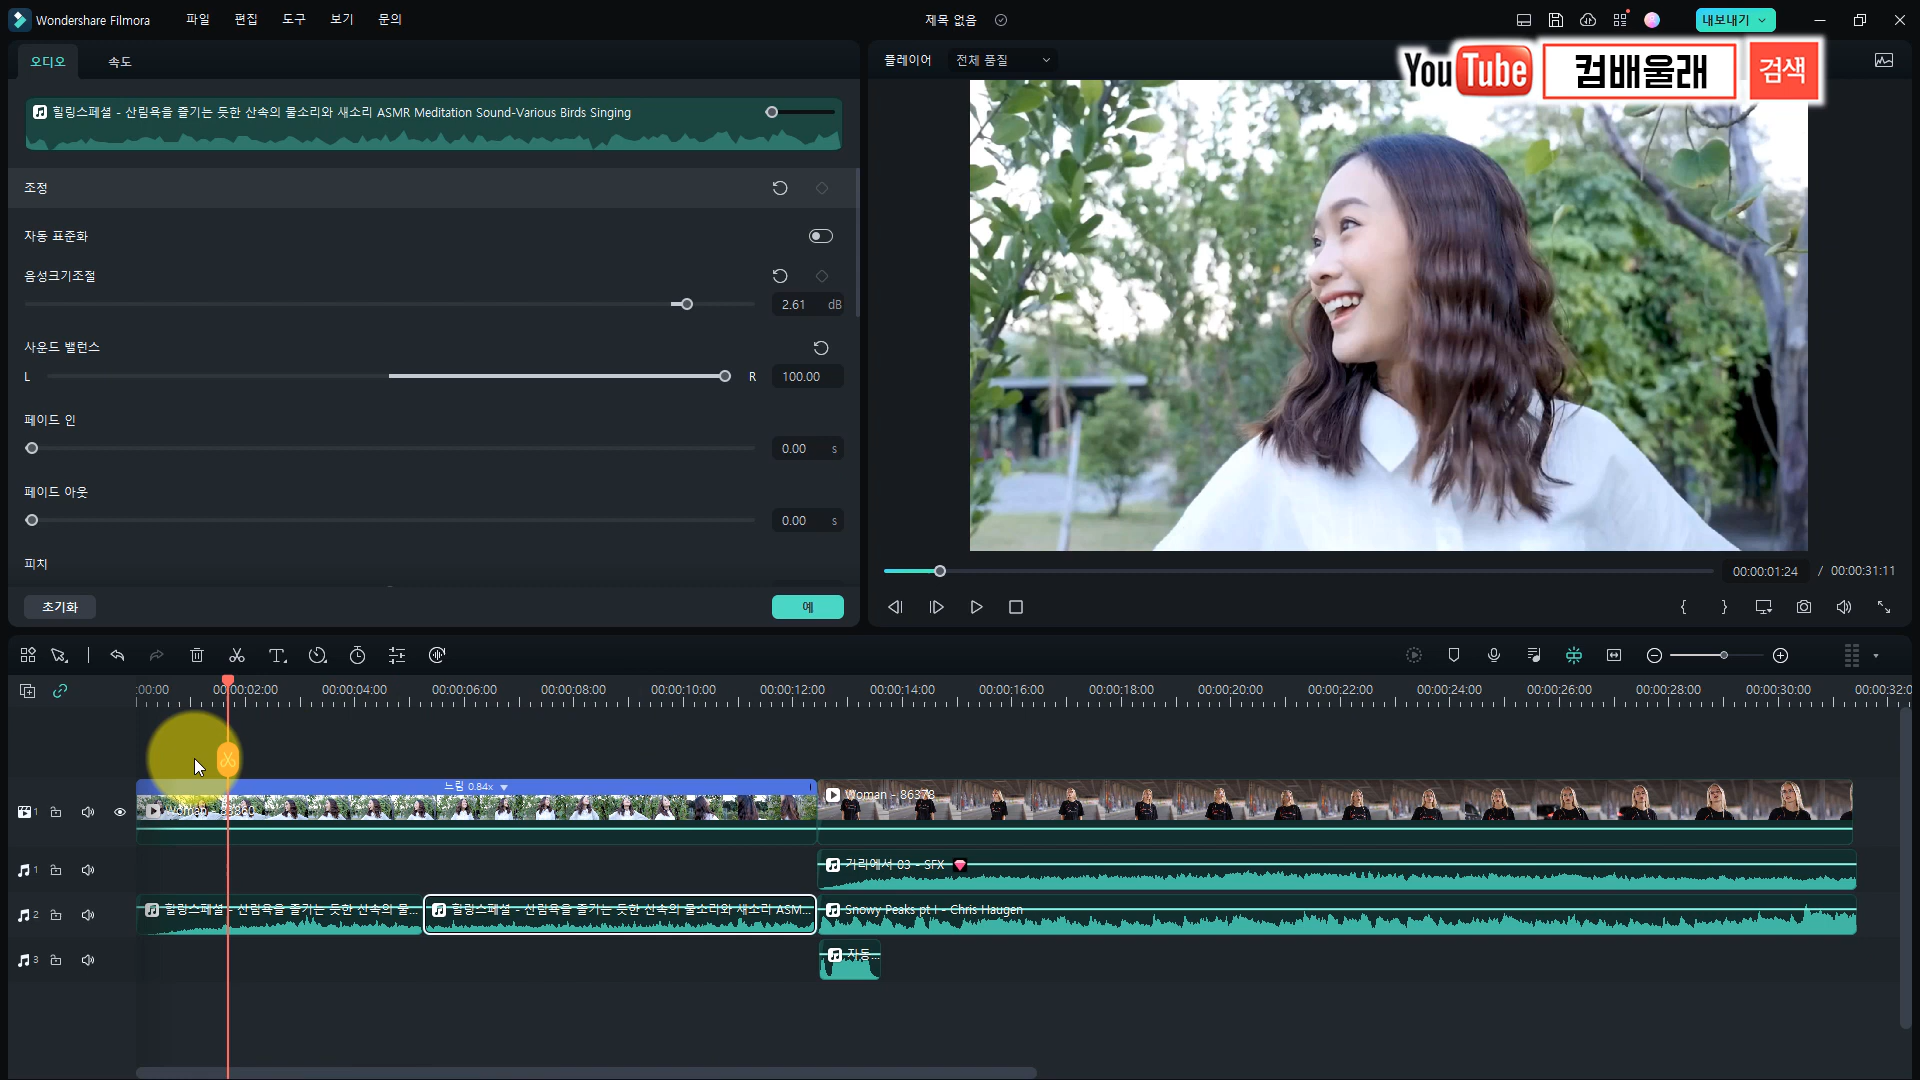 Wondershare Filmora 파일 편집 도구 보기 문의 제목 없음 내보내기
오디오 속도
힐링스페셜 - 산림욕을 즐기는 듯한 산속의 물소리와 새소리 ASMR Meditation Sound-Various Birds Singing
조정
자동 표준화
음성크기조절
2.61 dB
사운드 밸런스
L R 100.00
페이드 인
0.00 s
페이드 아웃
0.00 s
피치
초기화 예
플레이어 전체 품질
YouTube 컴배울래 검색
00:00:01:24 / 00:00:31:11
:00:00 00:00:02:00 00:00:04:00 00:00:06:00 00:00:08:00 00:00:10:00 00:00:12:00 00:00:14:00 00:00:16:00 00:00:18:00 00:00:20:00 00:00:22:00 00:00:24:00 00:00:26:00 00:00:28:00 00:00:30:00 00:00:32:0
느림 0.84x
Woman - 86378
1
1 거리에서 03 - SFX
2 힐링스페셜 - 산림욕을 즐기는 듯한 산속의 물... 힐링스페셜 - 산림욕을 즐기는 듯한 산속의 물소리와 새소리 ASM... Snowy Peaks pt I - Chris Haugen
3 자동...